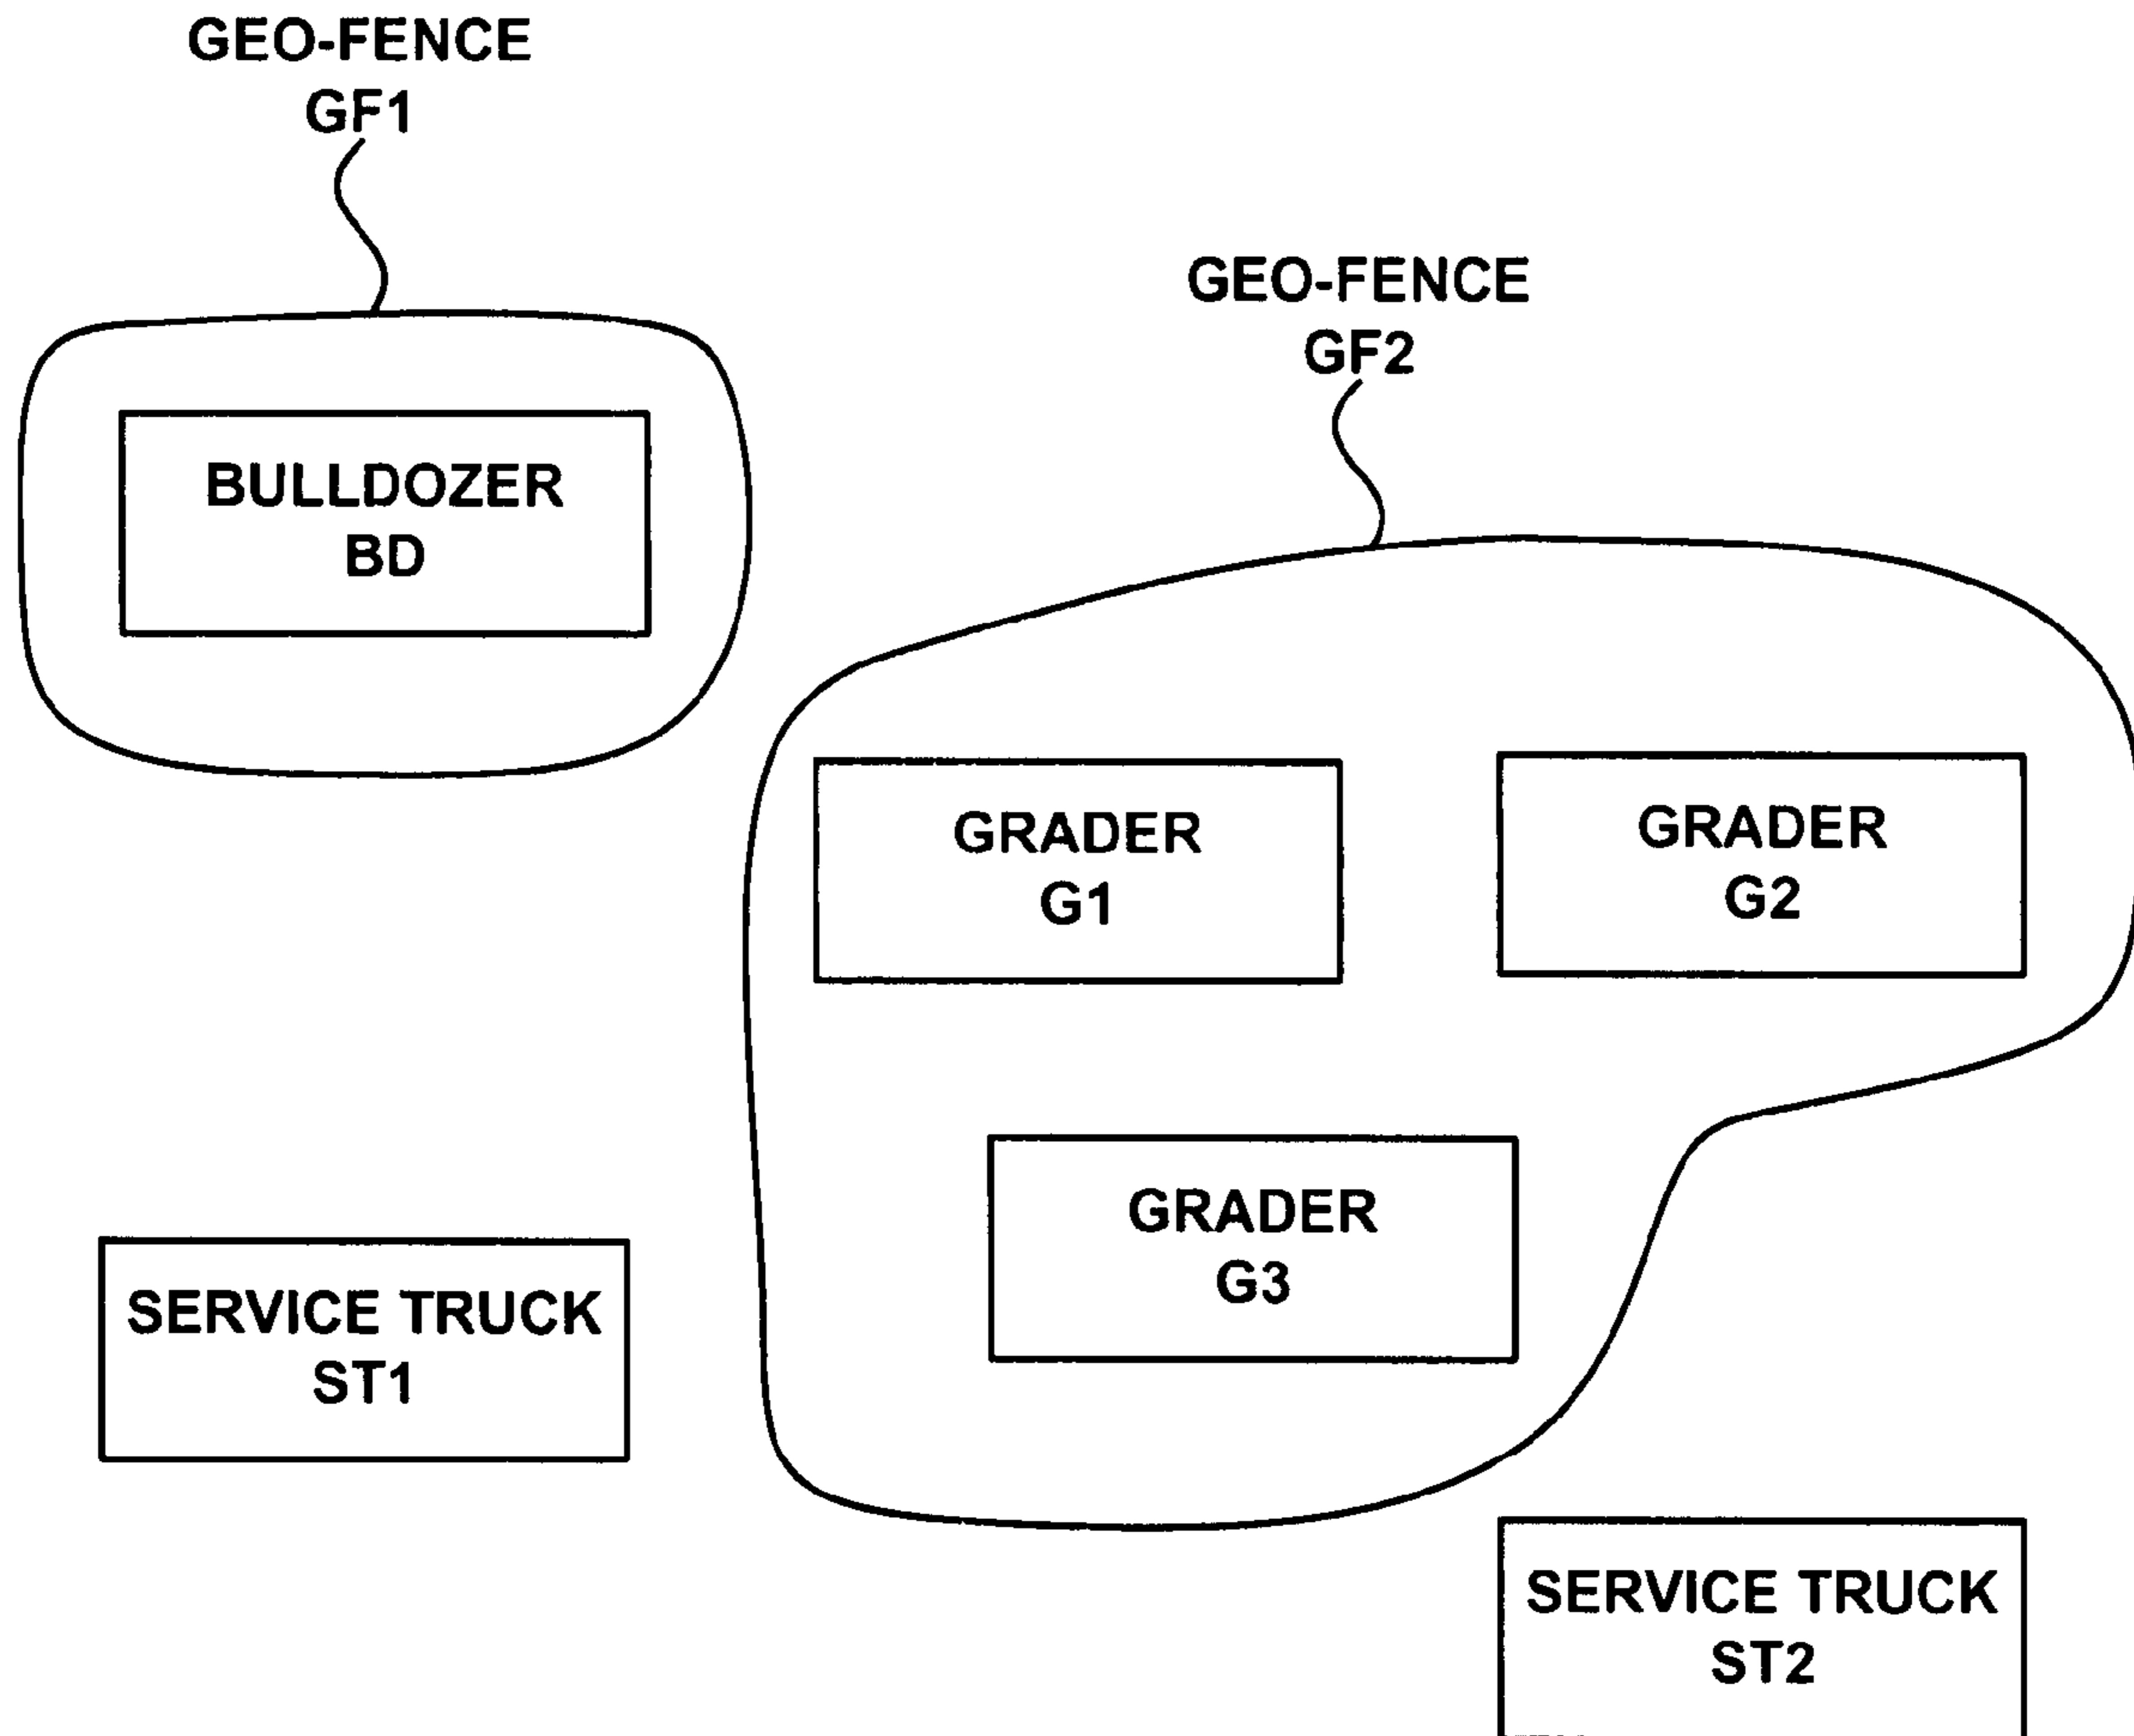 GEO-FENCE
GF1
GEO-FENCE
GF2
BULLDOZER
BD
GRADER
G1
GRADER
G2
GRADER
G3
SERVICE TRUCK
ST1
SERVICE TRUCK
ST2